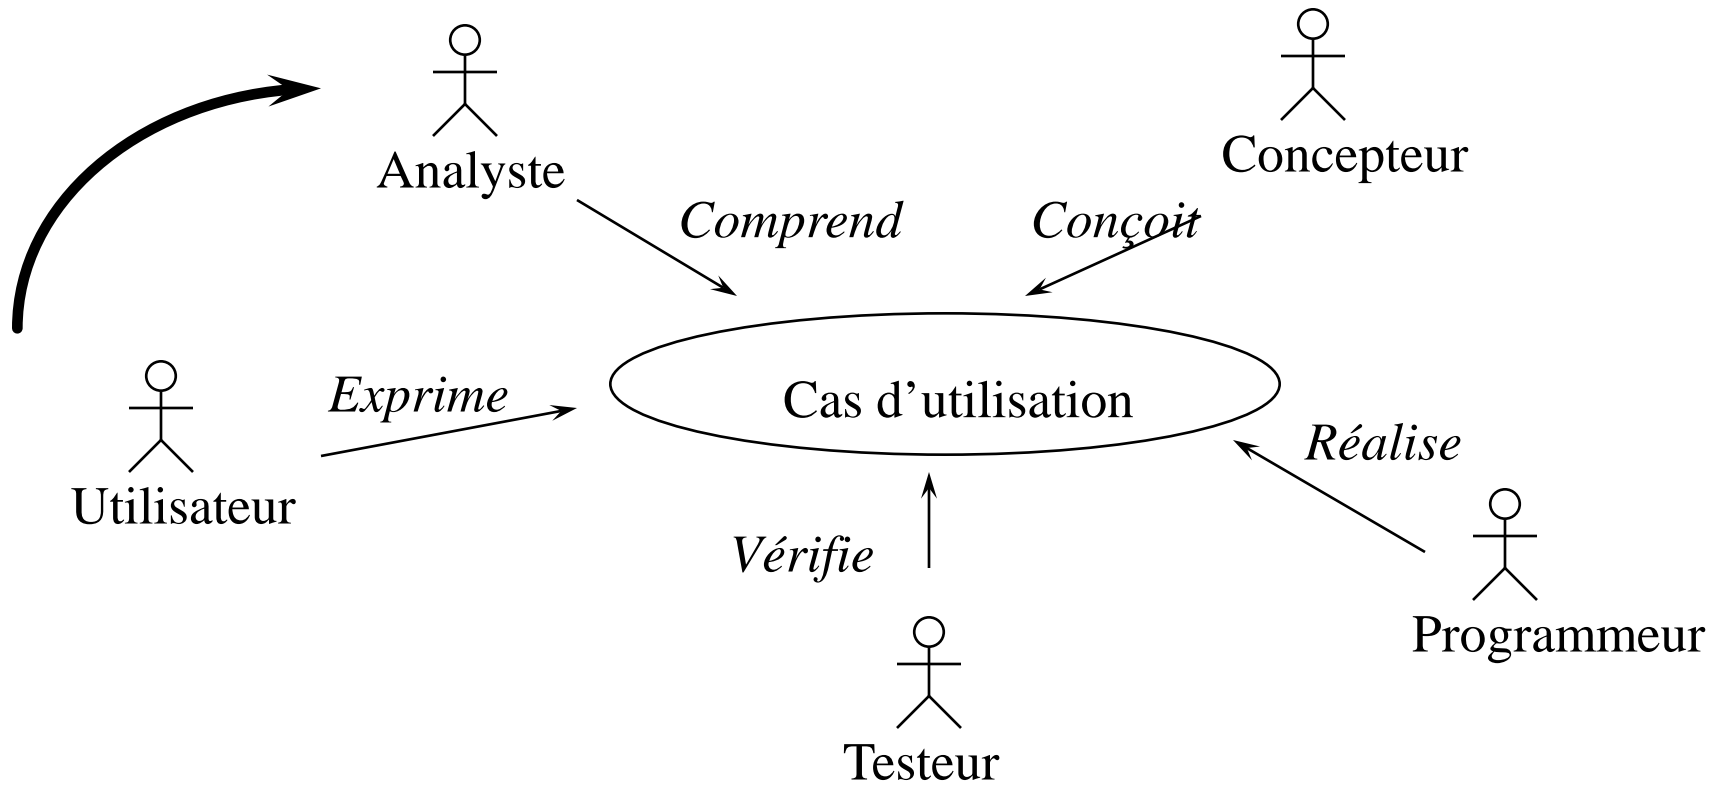 Analyste
Concepteur
Comprend
Conçoit
Exprime
Cas d’utilisation
Réalise
Utilisateur
Vérifie
Programmeur
Testeur